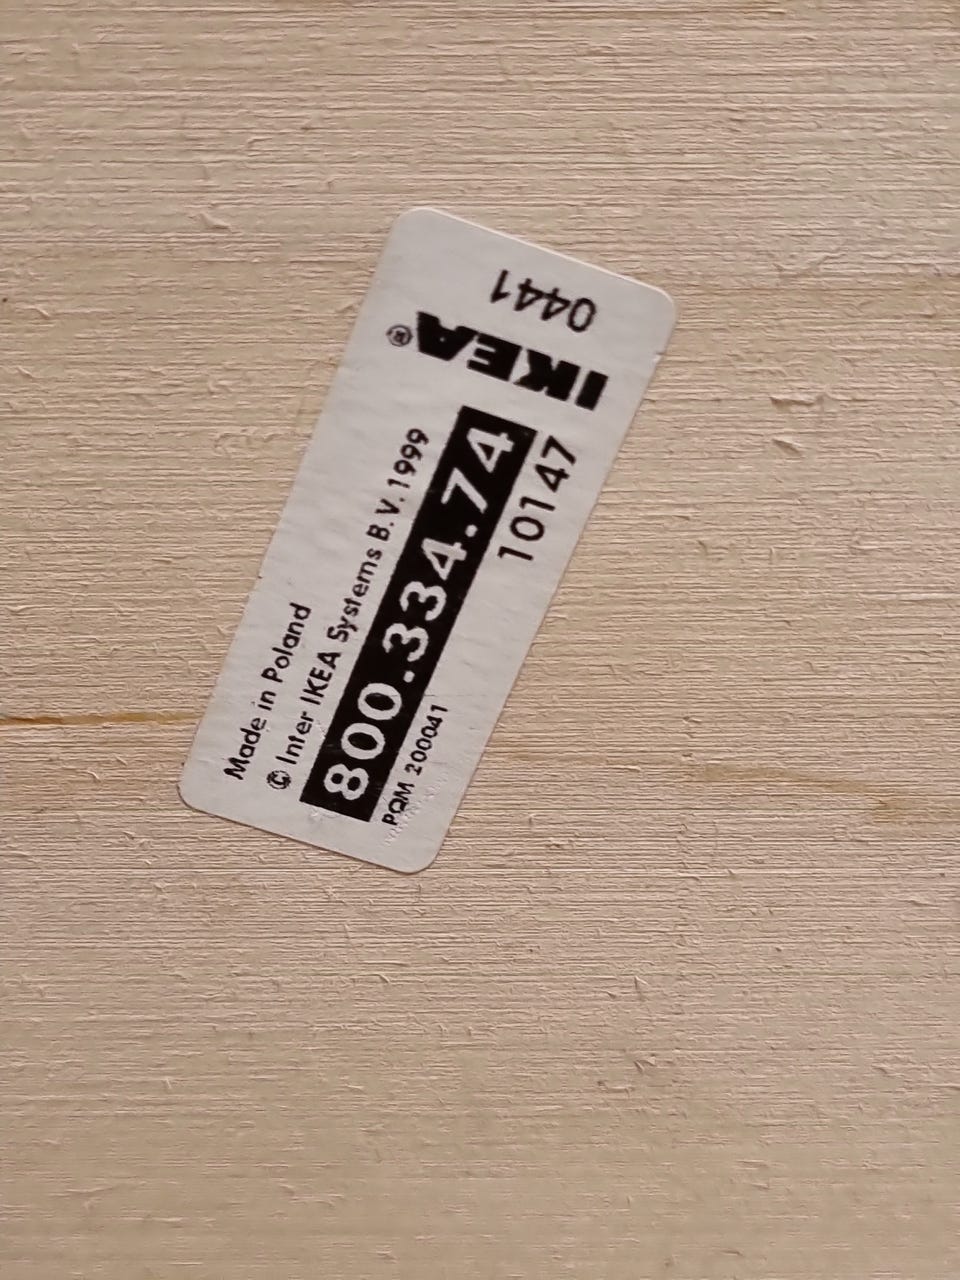 Made in Poland
© Inter IKEA Systems B.V. 1999
800.334.74
PQM 200041
10147
IKEA®
0441